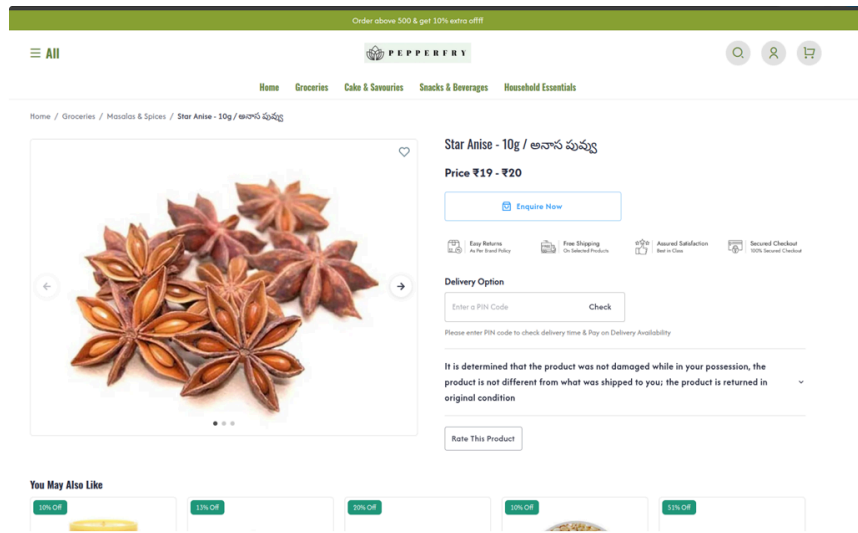 Order above 500 & get 10% extra offff
All
PEPPERFRY
Home Groceries Cake & Savouries Snacks & Beverages Household Essentials
Home / Groceries / Masalas & Spices / Star Anise - 10g / అనాస పువ్వు
Star Anise - 10g / అనాస పువ్వు
Price ₹19 - ₹20
Enquire Now
Easy Returns
As Per Brand Policy
Free Shipping
On Selected Products
Assured Satisfaction
Best in Class
Secured Checkout
100% Secured Checkout
Delivery Option
Enter a PIN Code Check
Please enter PIN code to check delivery time & Pay on Delivery Availability
It is determined that the product was not damaged while in your possession, the
product is not different from what was shipped to you; the product is returned in
original condition
Rate This Product
You May Also Like
10% Off 13% Off 20% Off 10% Off 51% Off